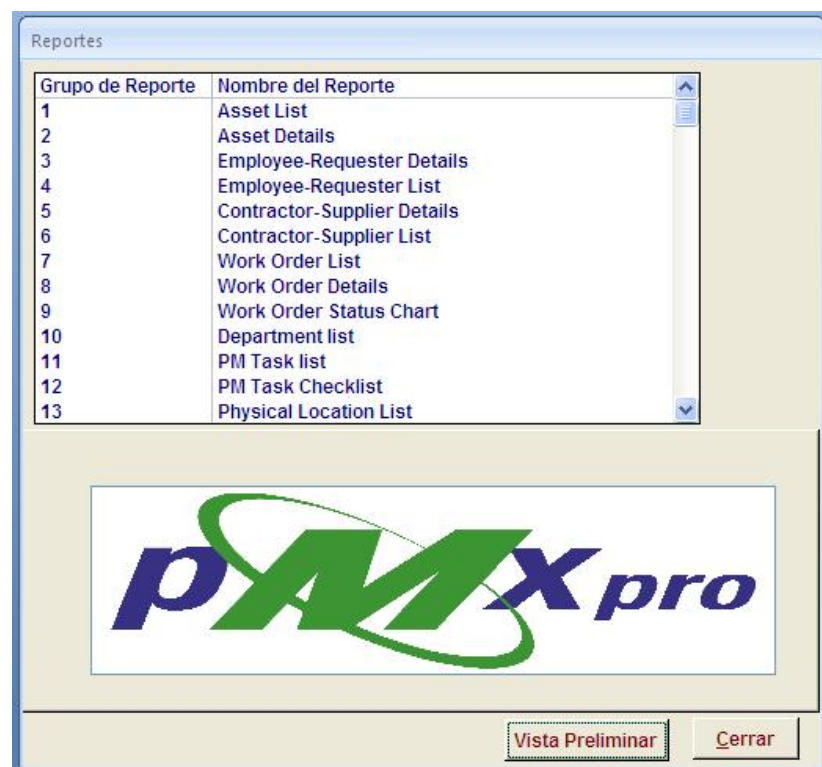 Reportes
Grupo de Reporte Nombre del Reporte
1 Asset List
2 Asset Details
3 Employee-Requester Details
4 Employee-Requester List
5 Contractor-Supplier Details
6 Contractor-Supplier List
7 Work Order List
8 Work Order Details
9 Work Order Status Chart
10 Department list
11 PM Task list
12 PM Task Checklist
13 Physical Location List
pMxpro
Vista Preliminar Cerrar